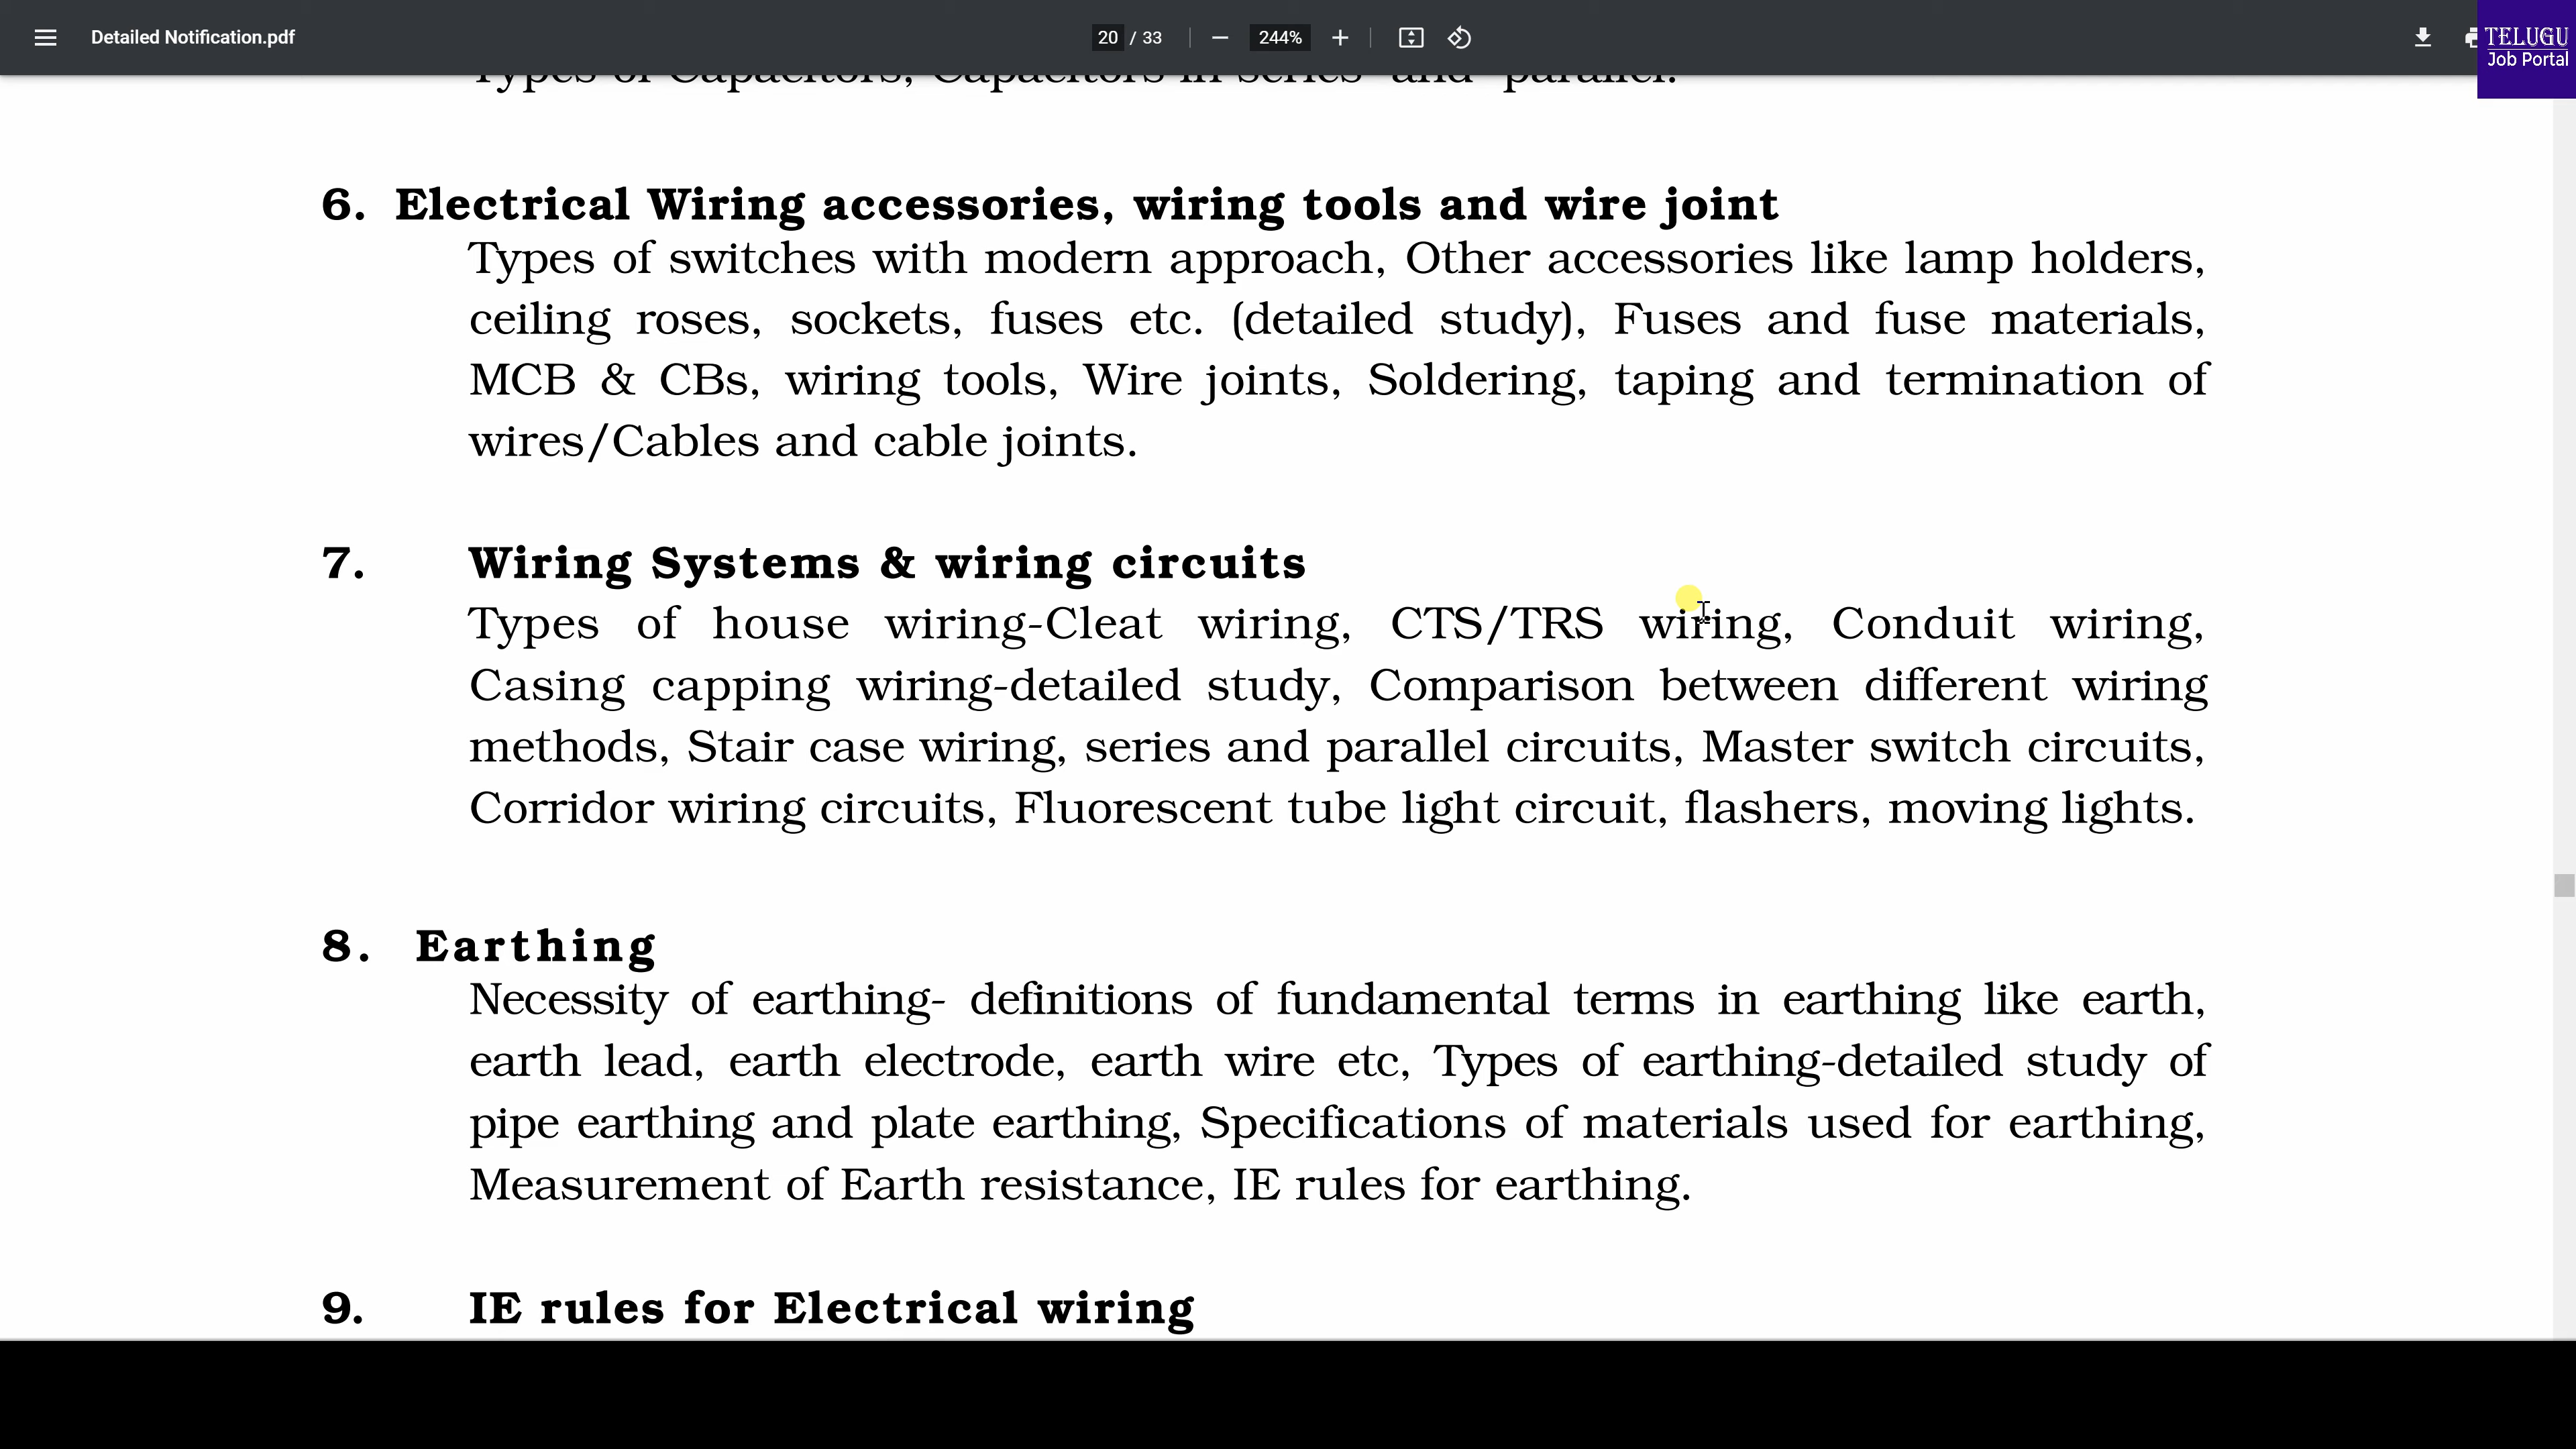 Detailed Notification.pdf
20 / 33
244%
TELUGU
Job Portal
Types of Capacitors, Capacitors in series and parallel.
6. Electrical Wiring accessories, wiring tools and wire joint
Types of switches with modern approach, Other accessories like lamp holders,
ceiling roses, sockets, fuses etc. (detailed study), Fuses and fuse materials,
MCB & CBs, wiring tools, Wire joints, Soldering, taping and termination of
wires/Cables and cable joints.
7. Wiring Systems & wiring circuits
Types of house wiring-Cleat wiring, CTS/TRS wiring, Conduit wiring,
Casing capping wiring-detailed study, Comparison between different wiring
methods, Stair case wiring, series and parallel circuits, Master switch circuits,
Corridor wiring circuits, Fluorescent tube light circuit, flashers, moving lights.
8. Earthing
Necessity of earthing- definitions of fundamental terms in earthing like earth,
earth lead, earth electrode, earth wire etc, Types of earthing-detailed study of
pipe earthing and plate earthing, Specifications of materials used for earthing,
Measurement of Earth resistance, IE rules for earthing.
9. IE rules for Electrical wiring